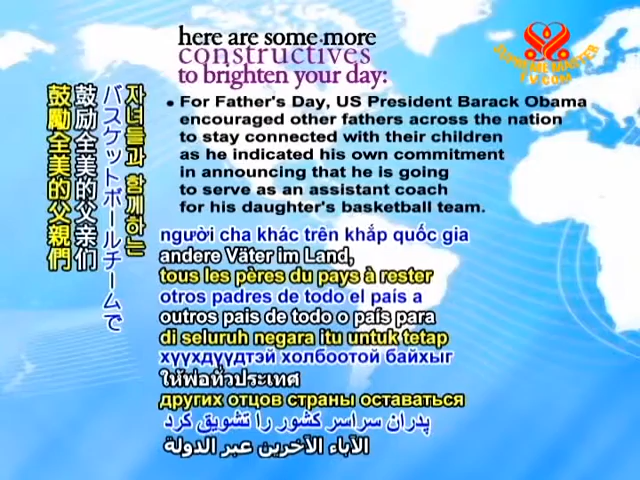 here are some more
constructives
to brighten your day:
SUPREME MASTER
TV.COM
• For Father's Day, US President Barack Obama
encouraged other fathers across the nation
to stay connected with their children
as he indicated his own commitment
in announcing that he is going
to serve as an assistant coach
for his daughter's basketball team.
자녀들과 함께하는
バスケットボールチームで
鼓励全美的父亲们
鼓勵全美的父親們
người cha khác trên khắp quốc gia
andere Väter im Land,
tous les pères du pays à rester
otros padres de todo el país a
outros pais de todo o país para
di seluruh negara itu untuk tetap
хүүхдүүдтэй холбоотой байхыг
ให้พ่อทั่วประเทศ
других отцов страны оставаться
پدران سراسر کشور را تشویق کرد
الآباء الآخرين عبر الدولة